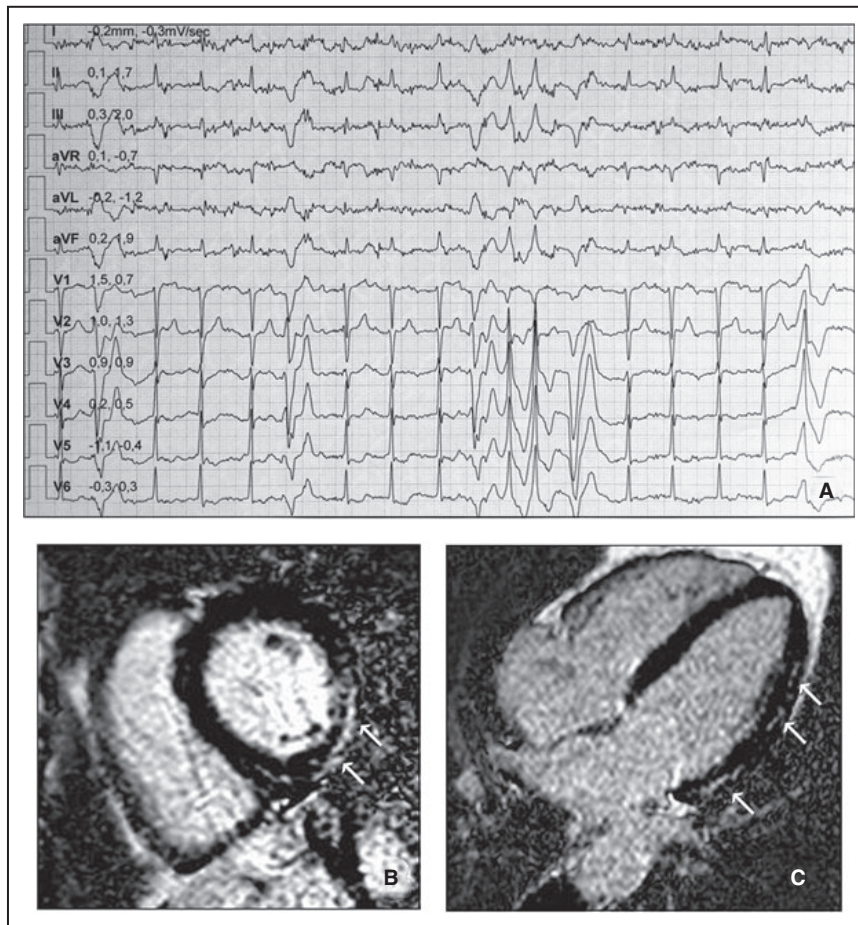 I -0,2mm, -0,3mV/sec
II 0,1, 1,7
III 0,3, 2,0
aVR 0,1, -0,7
aVL -0,2, -1,2
aVF 0,2, 1,9
V1 1,5, 0,7
V2 1,0, 1,3
V3 0,9, 0,9
V4 0,2, 0,5
V5 -1,1, -0,4
V6 -0,3, 0,3
A
B
C